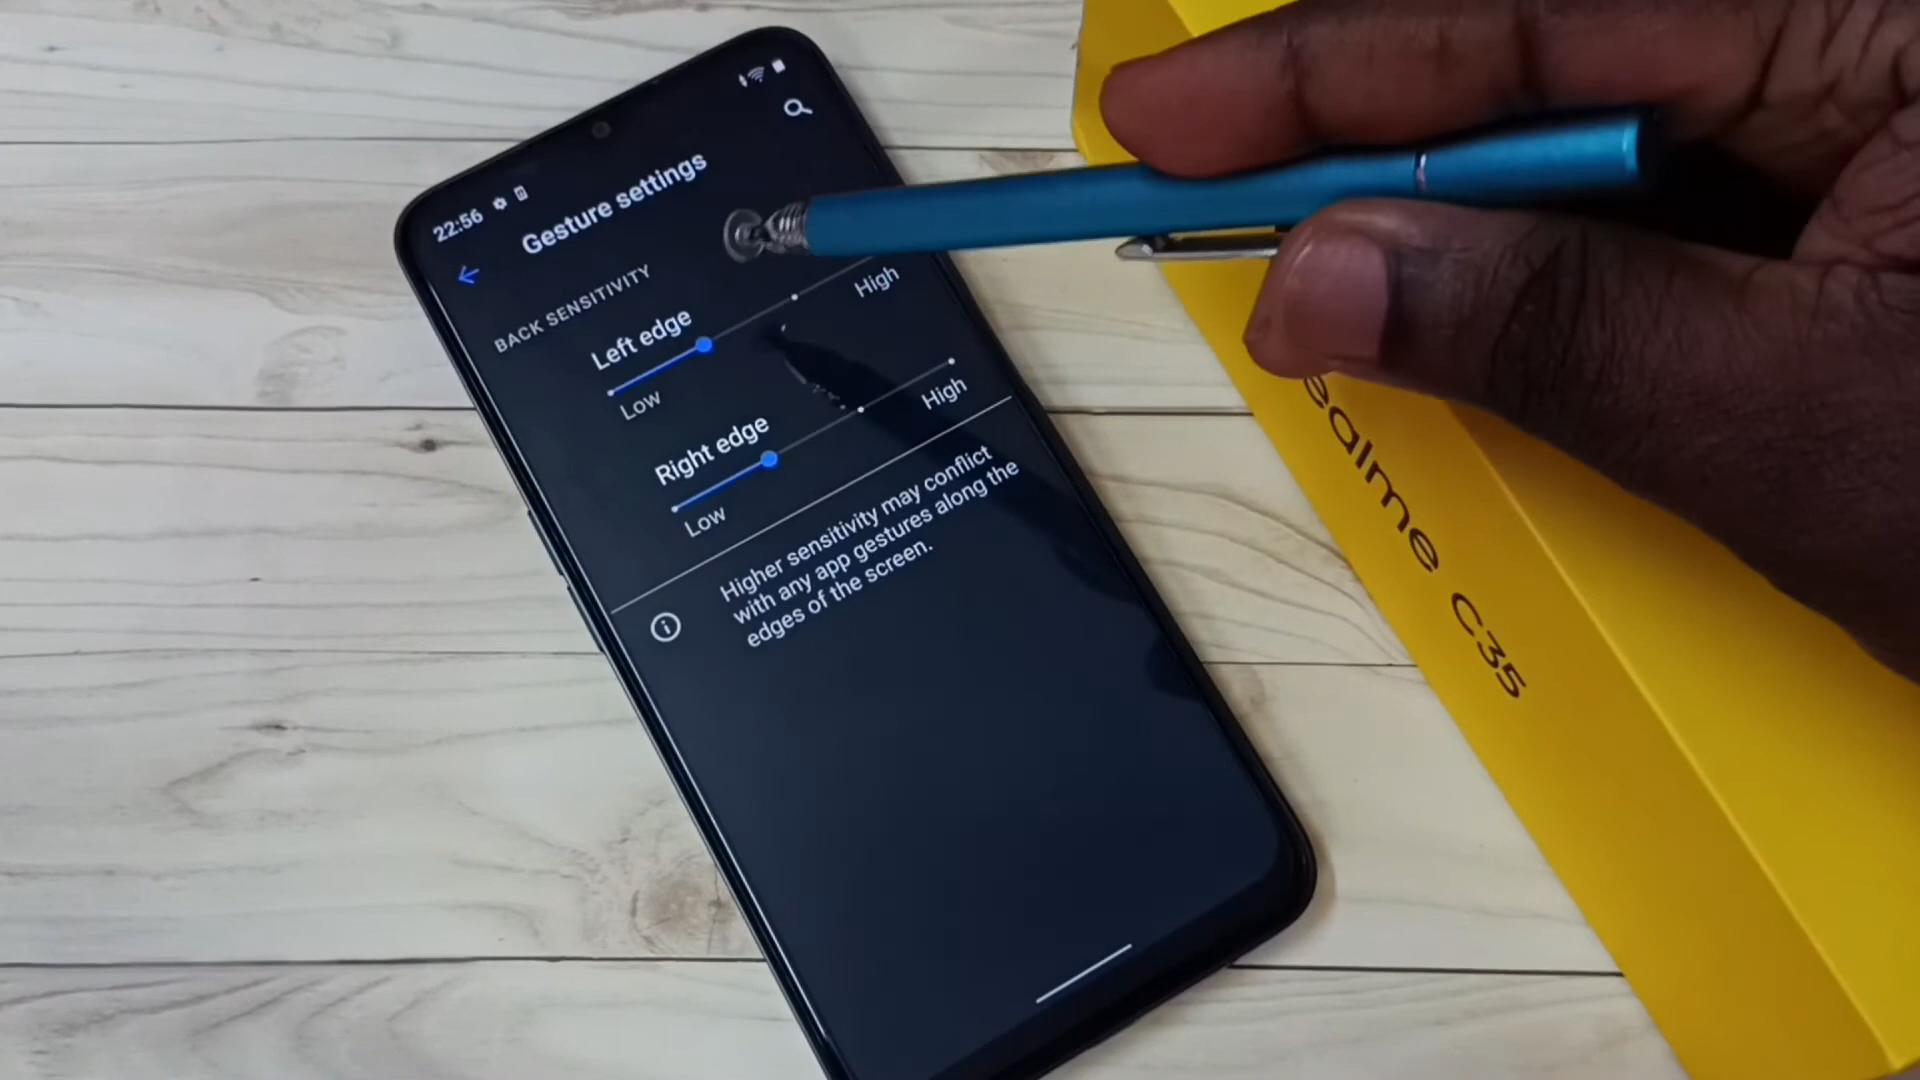 22:56
Gesture settings
BACK SENSITIVITY
Left edge
Low
High
Right edge
Low
High
Higher sensitivity may conflict
with any app gestures along the
edges of the screen.
ealme C35